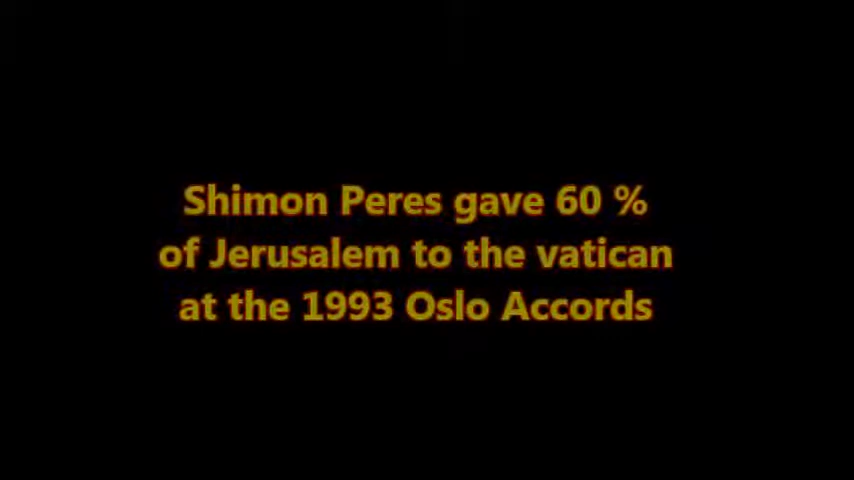 Shimon Peres gave 60 %
of Jerusalem to the vatican
at the 1993 Oslo Accords